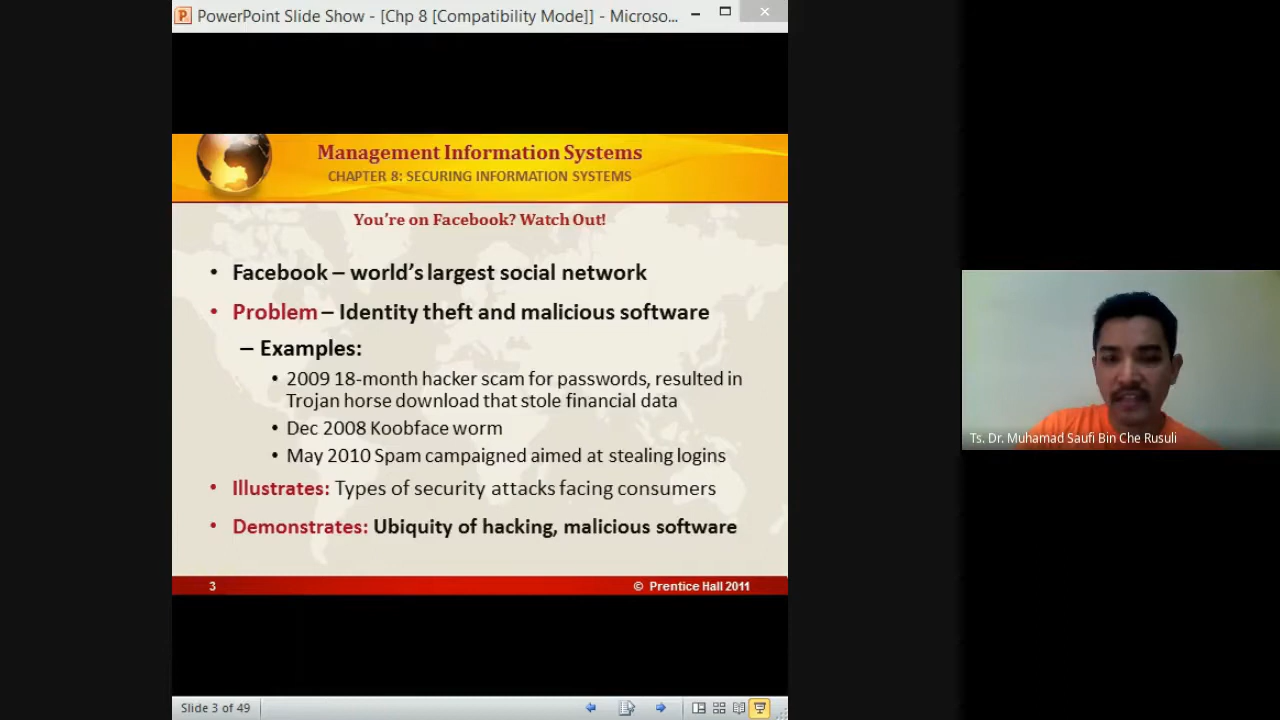 PowerPoint Slide Show - [Chp 8 [Compatibility Mode]] - Microso...
Management Information Systems
CHAPTER 8: SECURING INFORMATION SYSTEMS
You're on Facebook? Watch Out!
• Facebook – world's largest social network
• Problem – Identity theft and malicious software
– Examples:
• 2009 18-month hacker scam for passwords, resulted in
Trojan horse download that stole financial data
• Dec 2008 Koobface worm
• May 2010 Spam campaigned aimed at stealing logins
• Illustrates: Types of security attacks facing consumers
• Demonstrates: Ubiquity of hacking, malicious software
3 © Prentice Hall 2011
Slide 3 of 49
Ts. Dr. Muhamad Saufi Bin Che Rusuli